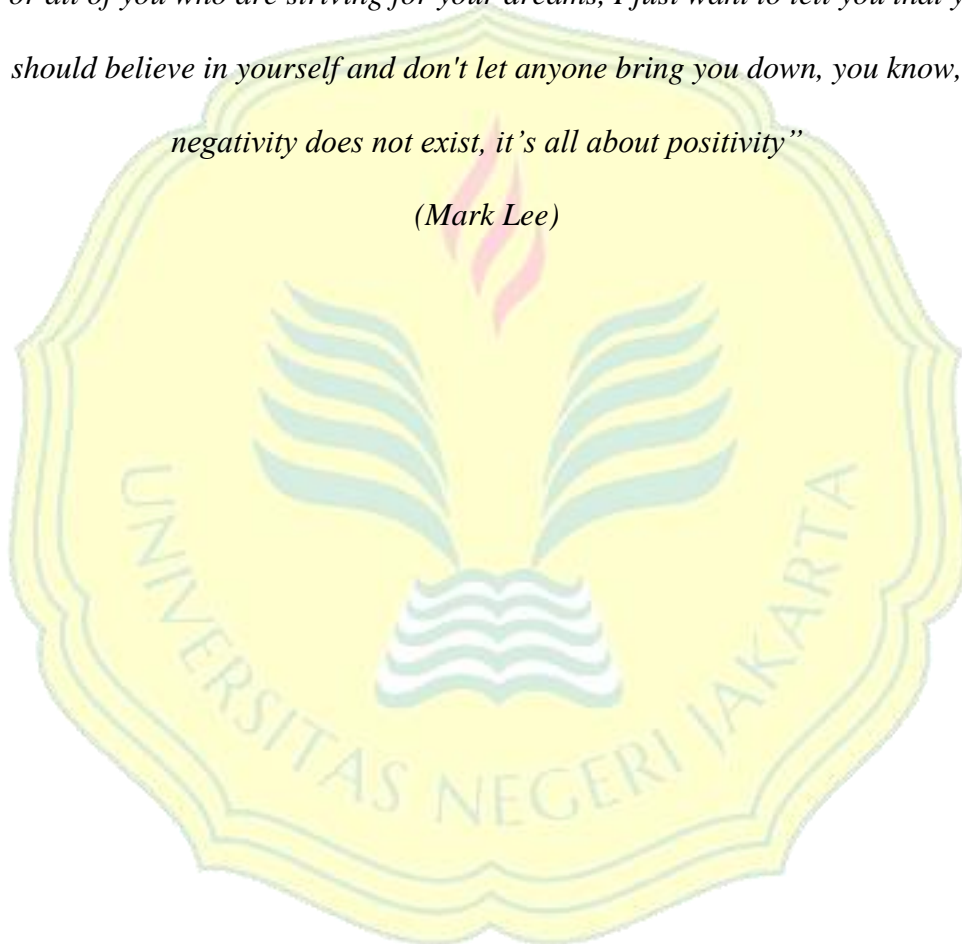 or all of you who are striving for your dreams, I just want to tell you that y
should believe in yourself and don't let anyone bring you down, you know,
negativity does not exist, it's all about positivity”
(Mark Lee)
UNIVERSITAS NEGERI JAKARTA